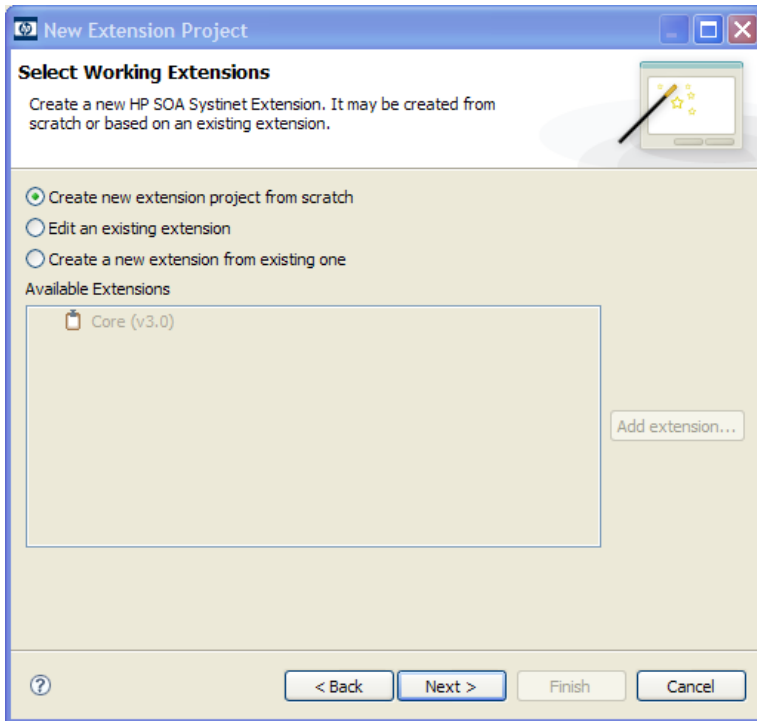 New Extension Project
Select Working Extensions
Create a new HP SOA Systinet Extension. It may be created from
scratch or based on an existing extension.
Create new extension project from scratch
Edit an existing extension
Create a new extension from existing one
Available Extensions
Core (v3.0)
Add extension...
< Back Next > Finish Cancel